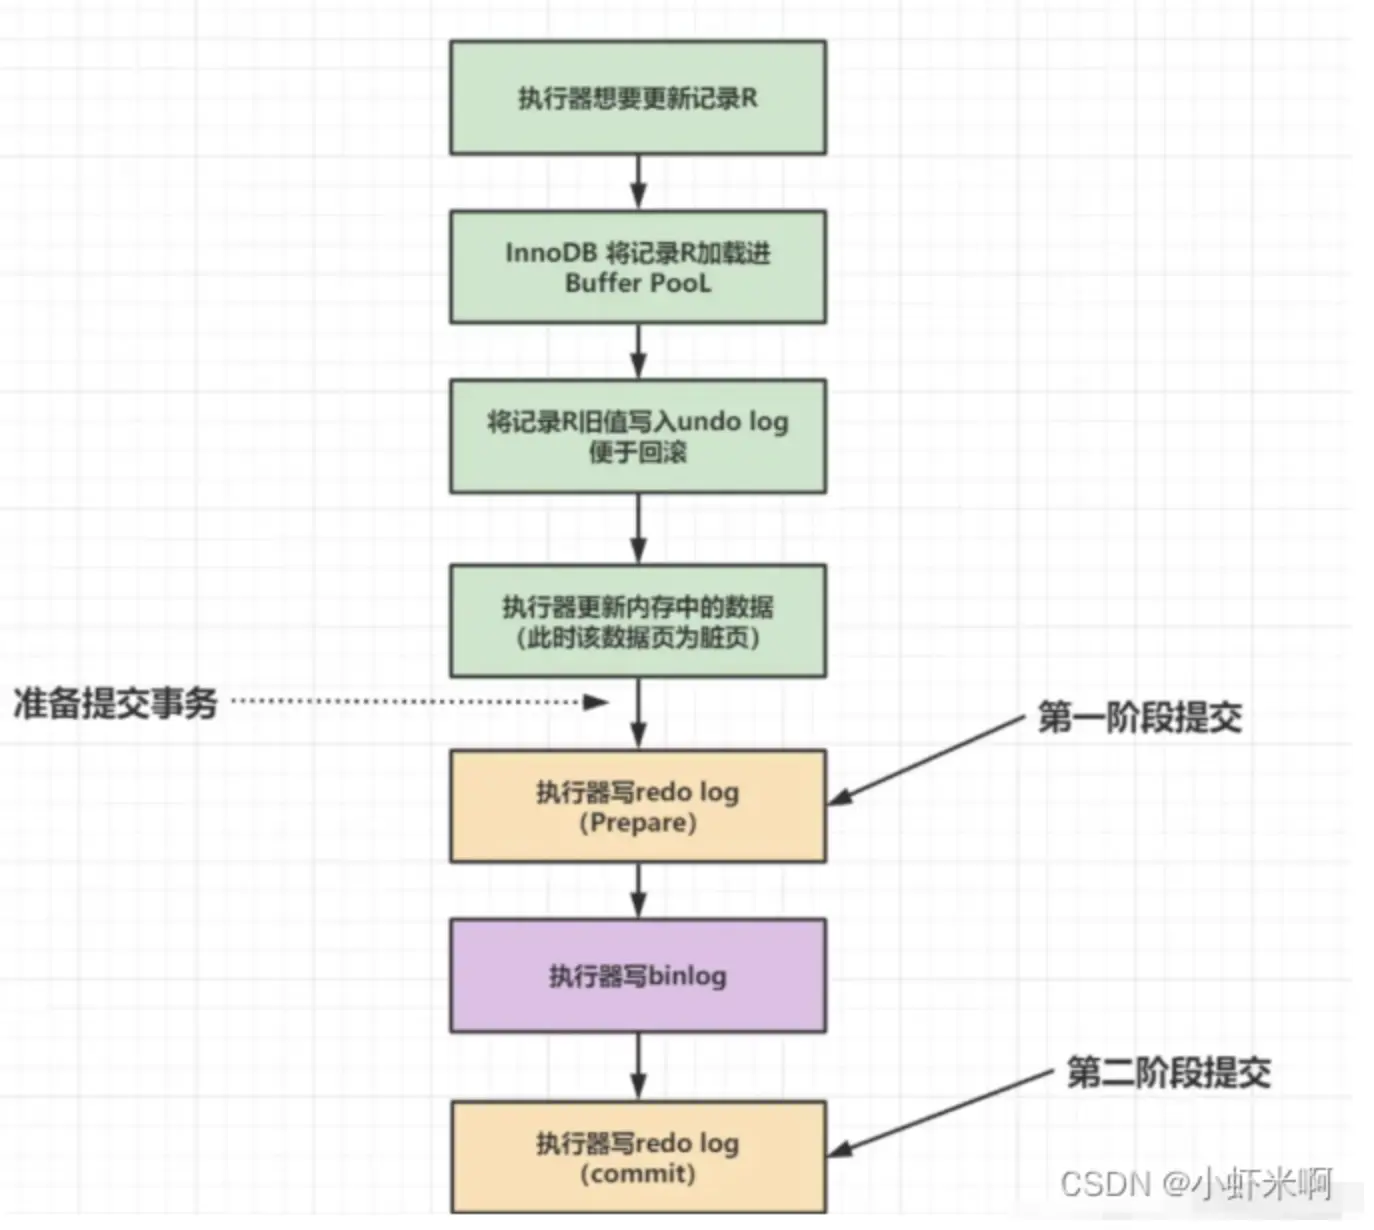 执行器想要更新记录R
InnoDB 将记录R加载进
Buffer PooL
将记录R旧值写入undo log
便于回滚
执行器更新内存中的数据
（此时该数据页为脏页）
准备提交事务
第一阶段提交
执行器写redo log
（Prepare）
执行器写binlog
第二阶段提交
执行器写redo log
（commit）
CSDN @小虾米啊